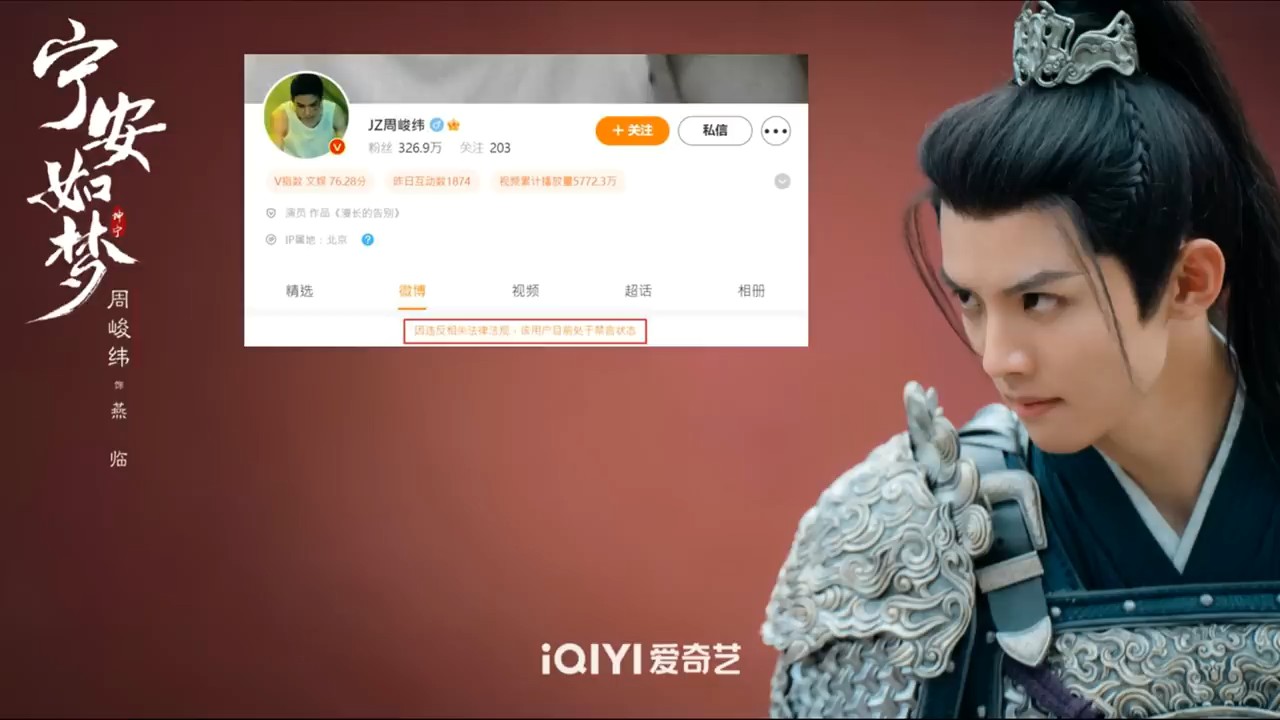 宁安如梦
坤宁
周峻纬
饰
燕临
JZ周峻纬
粉丝 326.9万 关注 203
+ 关注
私信
V指数 文娱 76.28分
昨日互动数1874
视频累计播放量5772.3万
演员 作品《漫长的告别》
IP属地：北京
精选 微博 视频 超话 相册
因违反相关法律法规，该用户目前处于禁言状态
iQIYI 爱奇艺